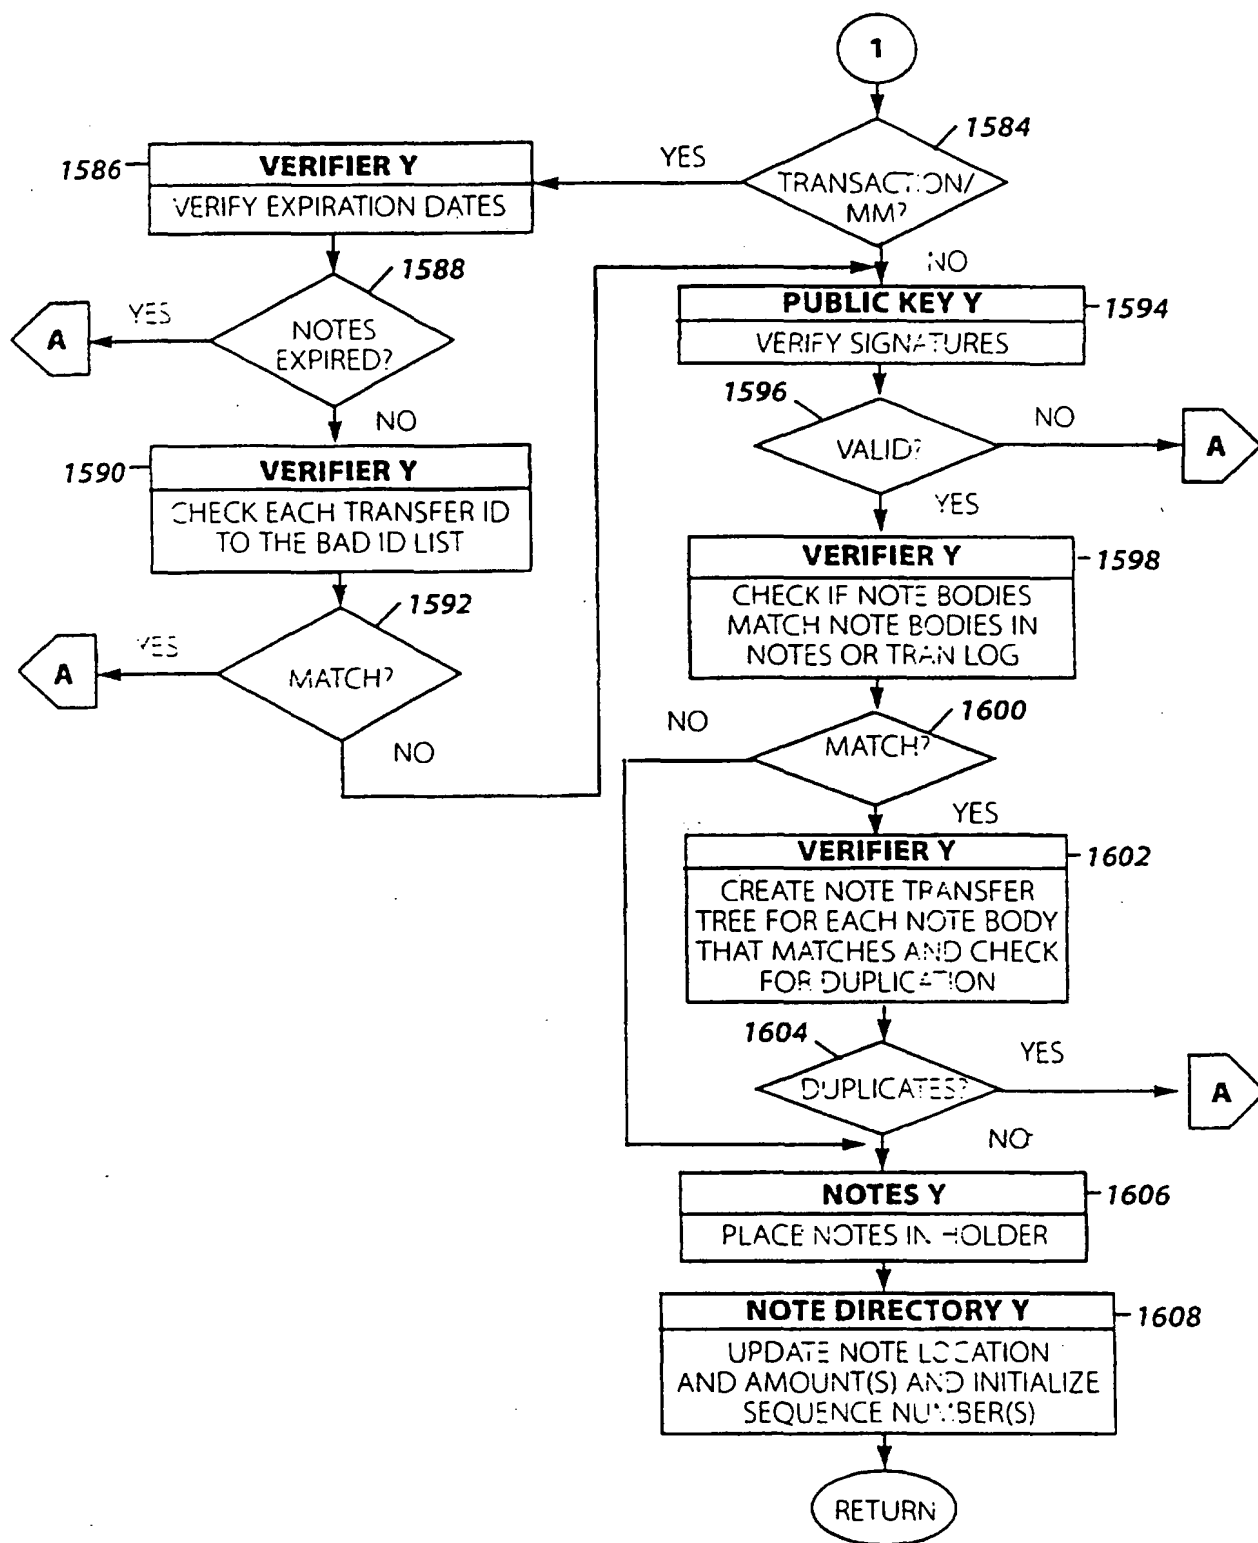 1
1584
TRANSACTION/
MM?
YES
NO
1586
VERIFIER Y
VERIFY EXPIRATION DATES
1588
NOTES
EXPIRED?
YES
A
NO
1590
VERIFIER Y
CHECK EACH TRANSFER ID
TO THE BAD ID LIST
1592
MATCH?
YES
A
NO
PUBLIC KEY Y
1594
VERIFY SIGNATURES
1596
VALID?
NO
A
YES
VERIFIER Y
1598
CHECK IF NOTE BODIES
MATCH NOTE BODIES IN
NOTES OR TRAN LOG
1600
MATCH?
NO
YES
VERIFIER Y
1602
CREATE NOTE TRANSFER
TREE FOR EACH NOTE BODY
THAT MATCHES AND CHECK
FOR DUPLICATION
1604
DUPLICATES?
YES
A
NO
NOTES Y
1606
PLACE NOTES IN HOLDER
NOTE DIRECTORY Y
1608
UPDATE NOTE LOCATION
AND AMOUNT(S) AND INITIALIZE
SEQUENCE NUMBER(S)
RETURN